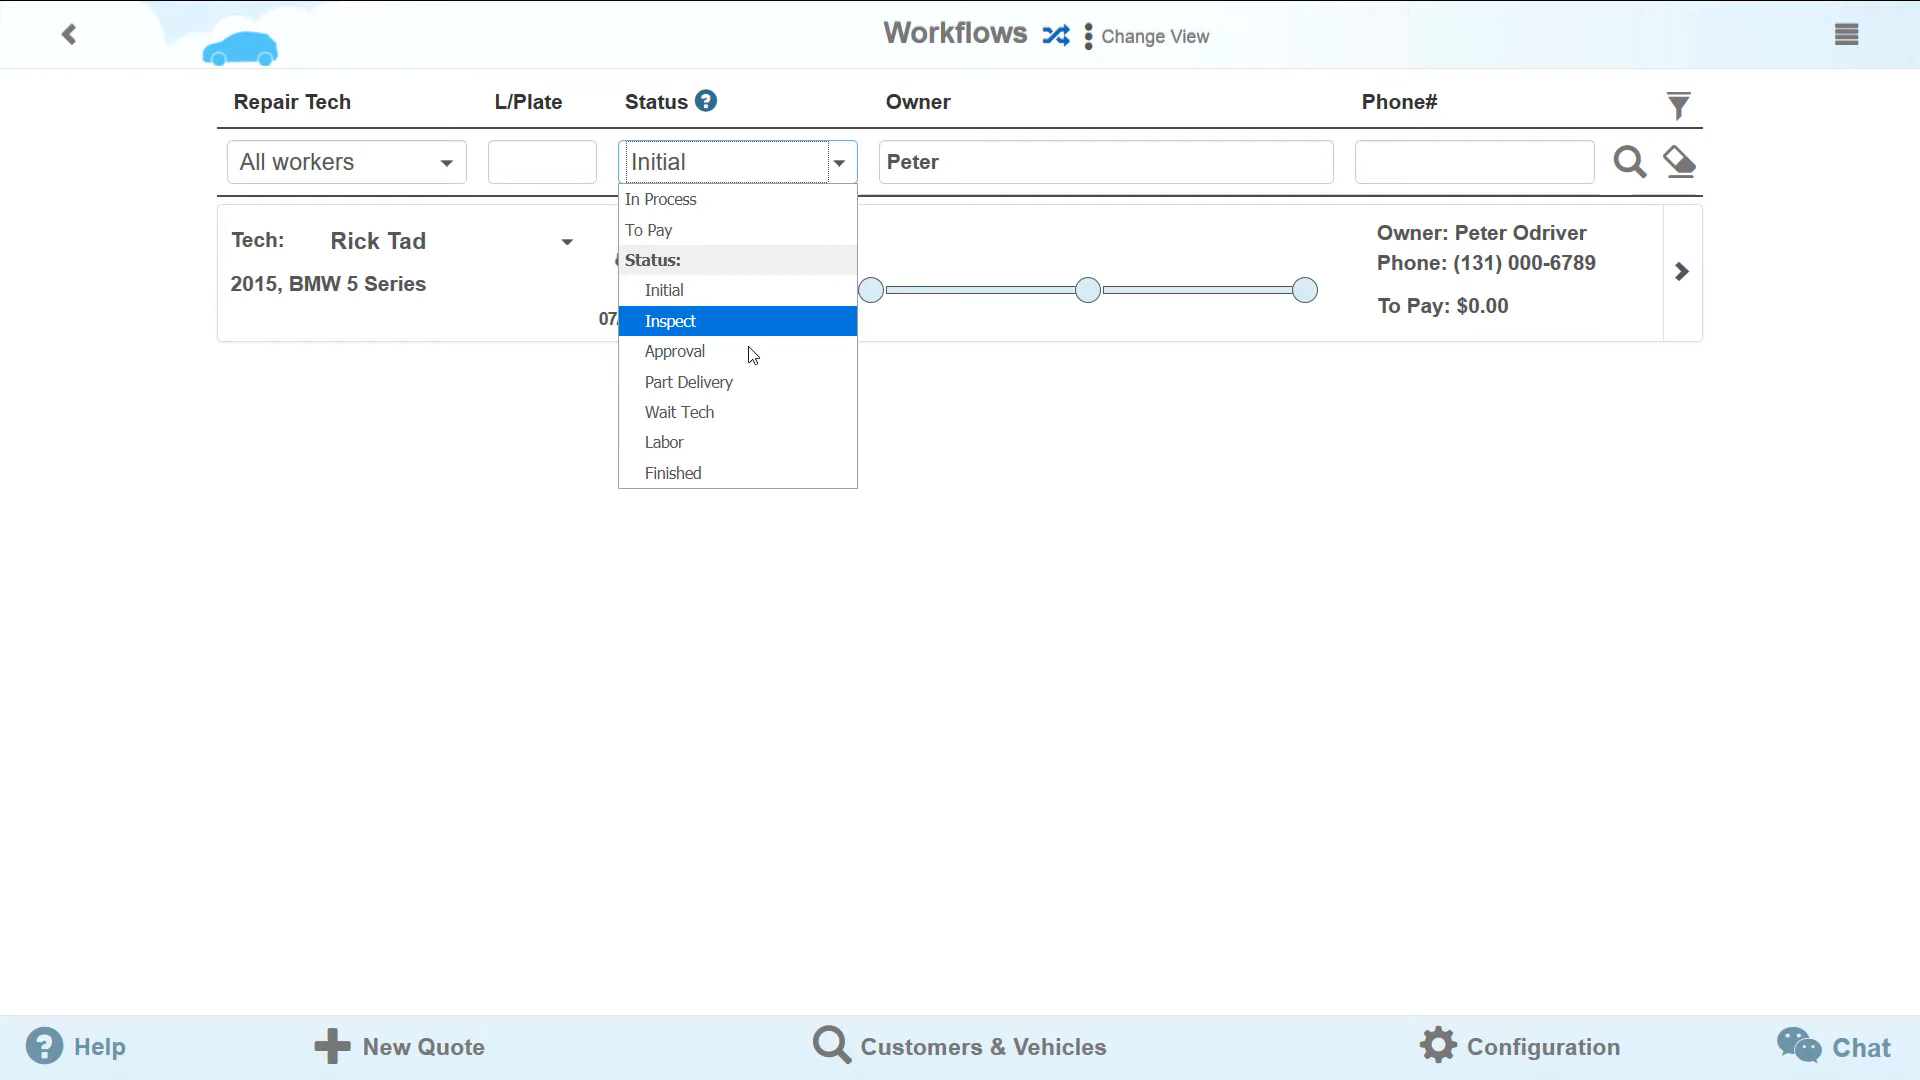 Workflows
Change View
Repair Tech
L/Plate
Status ?
Owner
Phone#
All workers
Initial
Peter
In Process
To Pay
Status:
Initial
Inspect
Approval
Part Delivery
Wait Tech
Labor
Finished
Tech: Rick Tad
2015, BMW 5 Series
07
Owner: Peter Odriver
Phone: (131) 000-6789
To Pay: $0.00
? Help
New Quote
Customers & Vehicles
Configuration
Chat